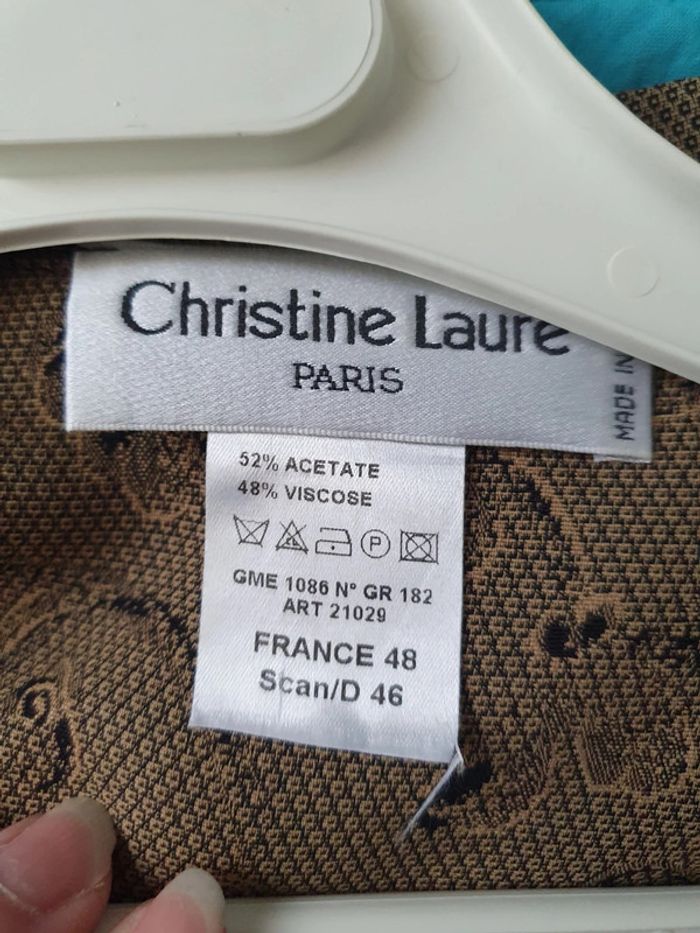 Christine Laure
PARIS
MADE IN
52% ACETATE
48% VISCOSE
P
GME 1086 N° GR 182
ART 21029
FRANCE 48
Scan/D 46